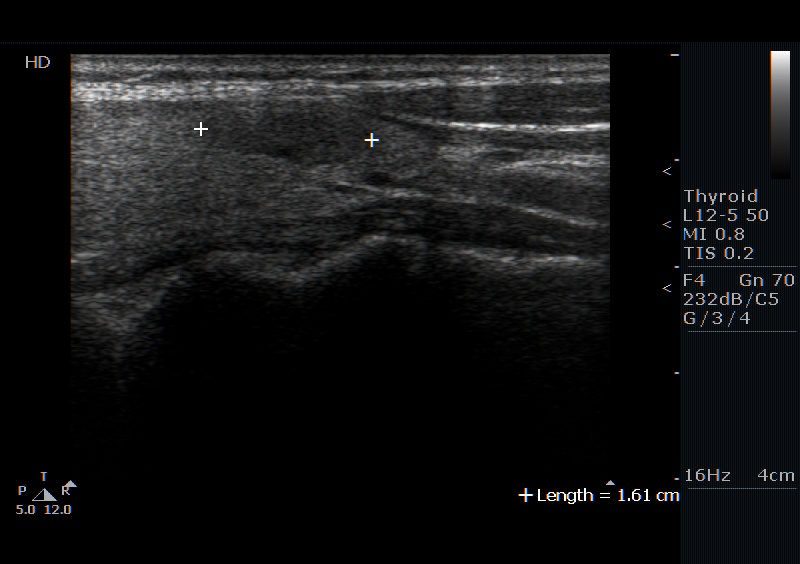 HD
Thyroid
L12-5 50
MI 0.8
TIS 0.2
F4 Gn 70
232dB/C5
G/3/4
16Hz 4cm
T
P R
5.0 12.0
+ Length = 1.61 cm